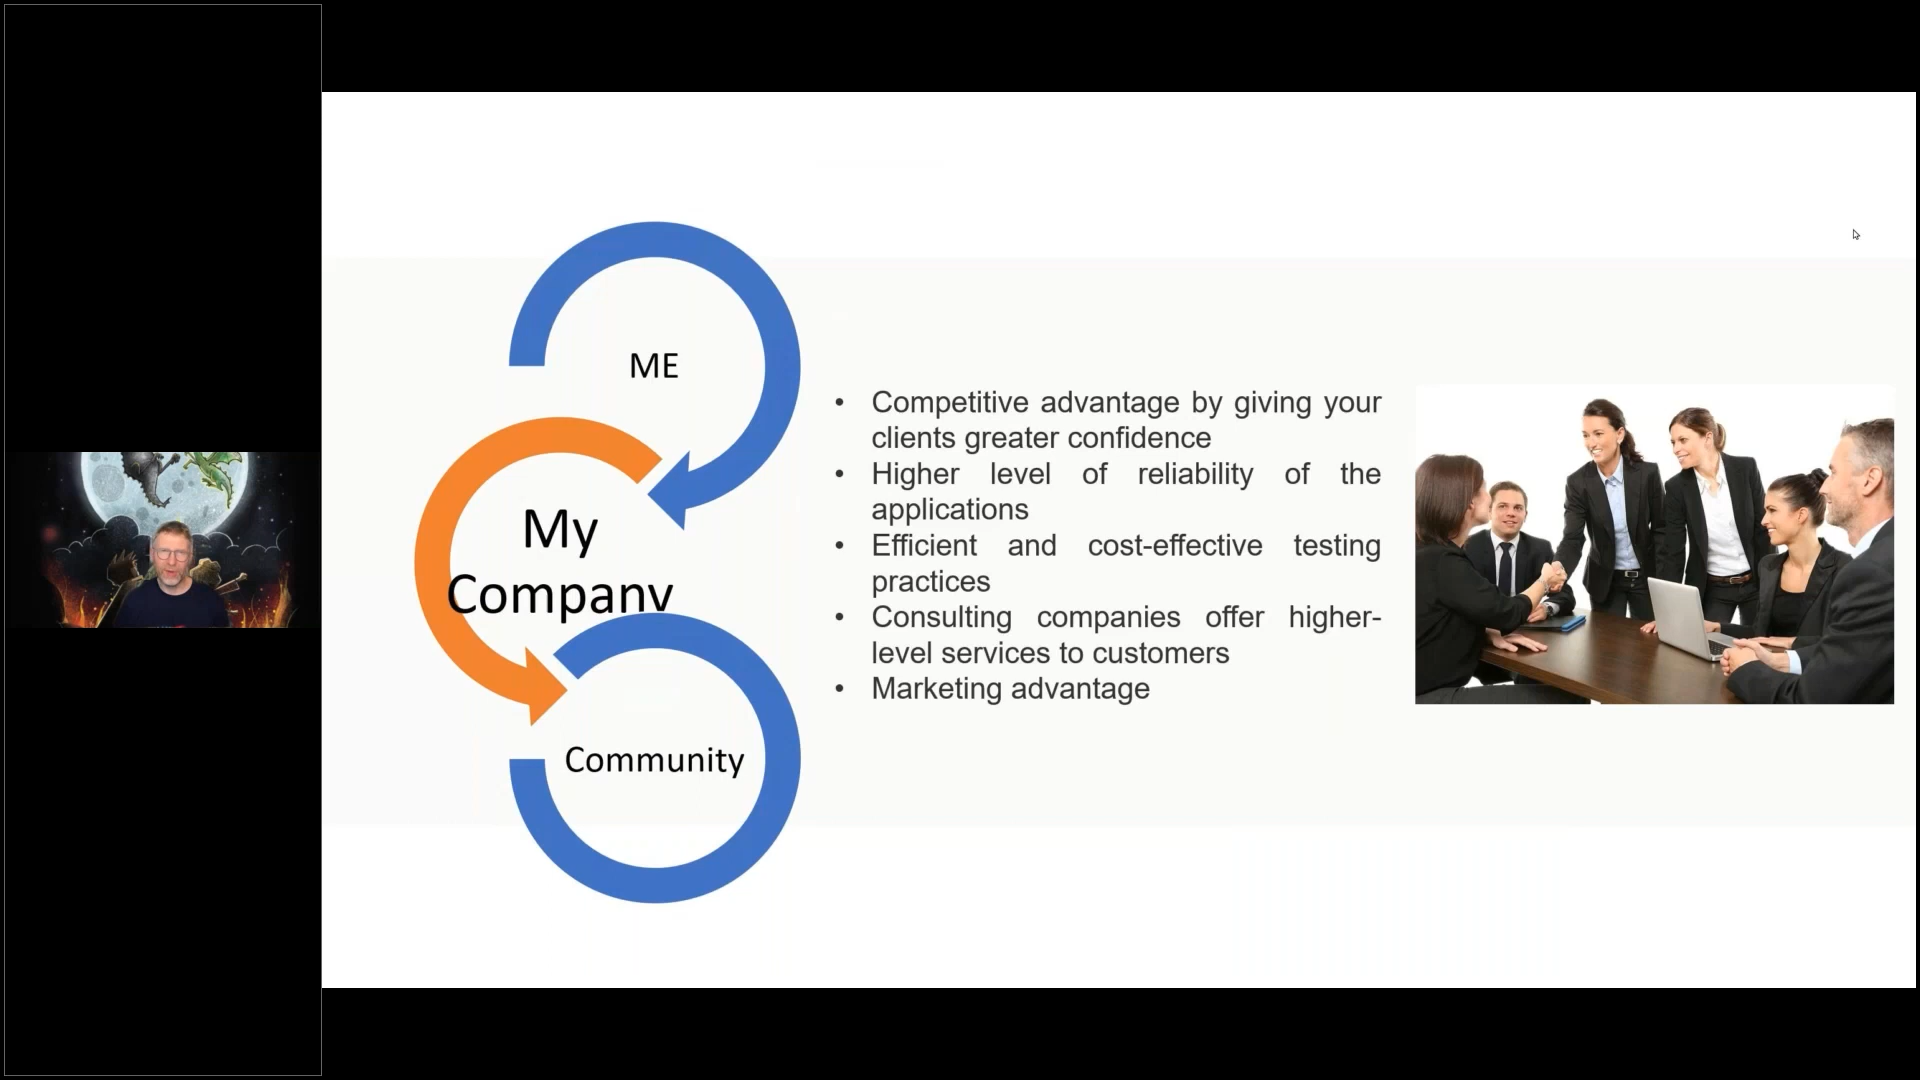 ME
My
Company
Community
• Competitive advantage by giving your
clients greater confidence
• Higher level of reliability of the
applications
• Efficient and cost-effective testing
practices
• Consulting companies offer higher-
level services to customers
• Marketing advantage